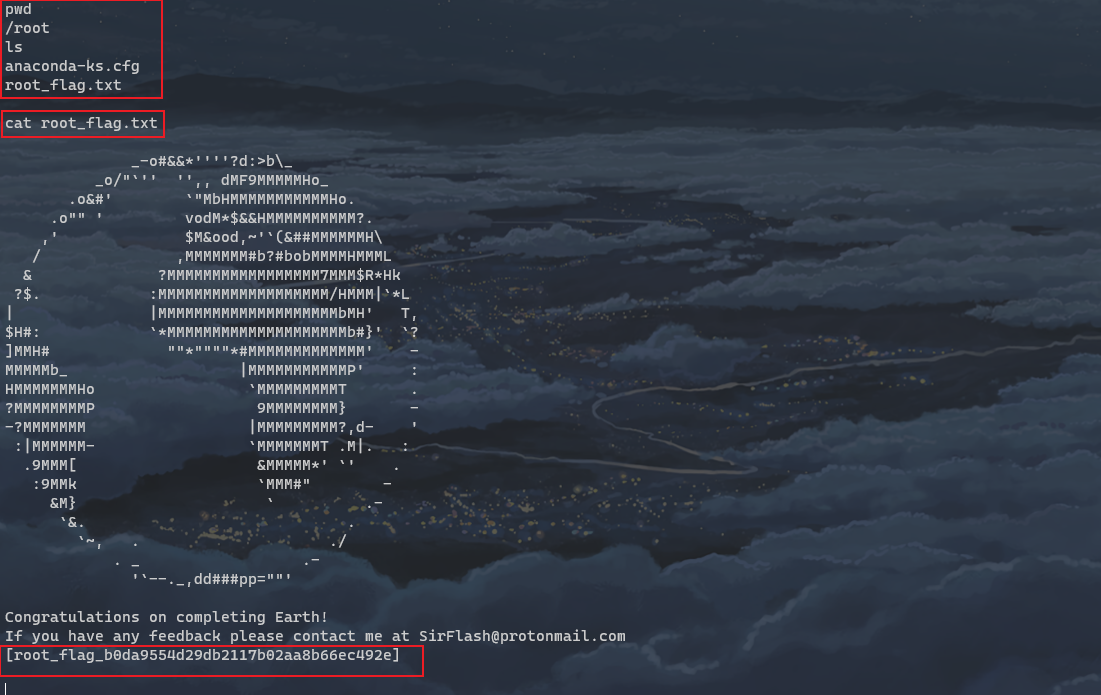 pwd
/root
ls
anaconda-ks.cfg
root_flag.txt
cat root_flag.txt
              _-o#&&*''''?d:>b\_
          _o/"`''  '',, dMF9MMMMMHo_
       .o&#'        `"MbHMMMMMMMMMMMHo.
     .o"" '         vodM*$&&HMMMMMMMMMM?.
    ,'              $M&ood,~'`(&##MMMMMMH\
   /               ,MMMMMMM#b?#bobMMMMHMMML
  &              ?MMMMMMMMMMMMMMMMM7MMM$R*Hk
 ?$.            :MMMMMMMMMMMMMMMMMMM/HMMM|`*L
|               |MMMMMMMMMMMMMMMMMMMMbMH'   T,
$H#:            `*MMMMMMMMMMMMMMMMMMMMb#}'  `?
]MMH#             ""*""""*#MMMMMMMMMMMMM'    -
MMMMMb_                   |MMMMMMMMMMMP'     :
HMMMMMMMHo                 `MMMMMMMMMT       .
?MMMMMMMMP                  9MMMMMMMM}       -
-?MMMMMMM                  |MMMMMMMMM?,d-    '
 :|MMMMMM-                 `MMMMMMMT .M|.   :
  .9MMM[                    &MMMMM*' `'    .
   :9MMk                    `MMM#"        -
     &M}                     `          .-
      `&.                             .
        `~,   .                     ./
            . _                  .-
              '`--._,dd###pp=""'
Congratulations on completing Earth!
If you have any feedback please contact me at SirFlash@protonmail.com
[root_flag_b0da9554d29db2117b02aa8b66ec492e]